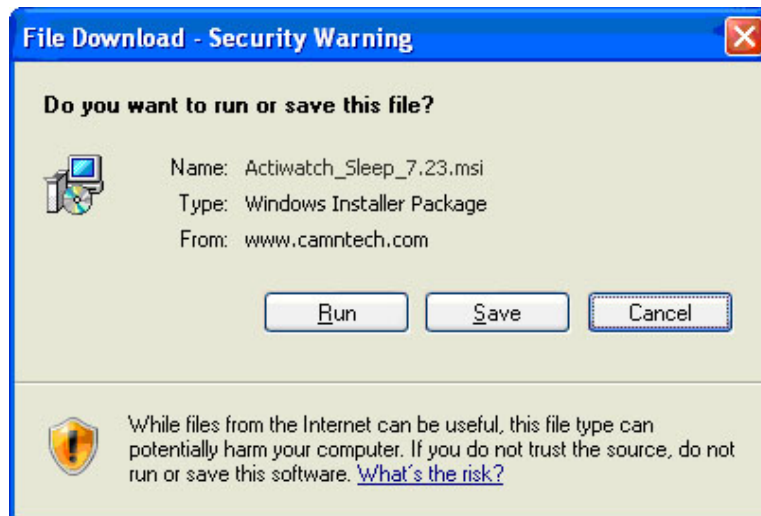 File Download - Security Warning
Do you want to run or save this file?
Name: Actiwatch_Sleep_7.23.msi
Type: Windows Installer Package
From: www.camntech.com
Run Save Cancel
While files from the Internet can be useful, this file type can
potentially harm your computer. If you do not trust the source, do not
run or save this software. What's the risk?